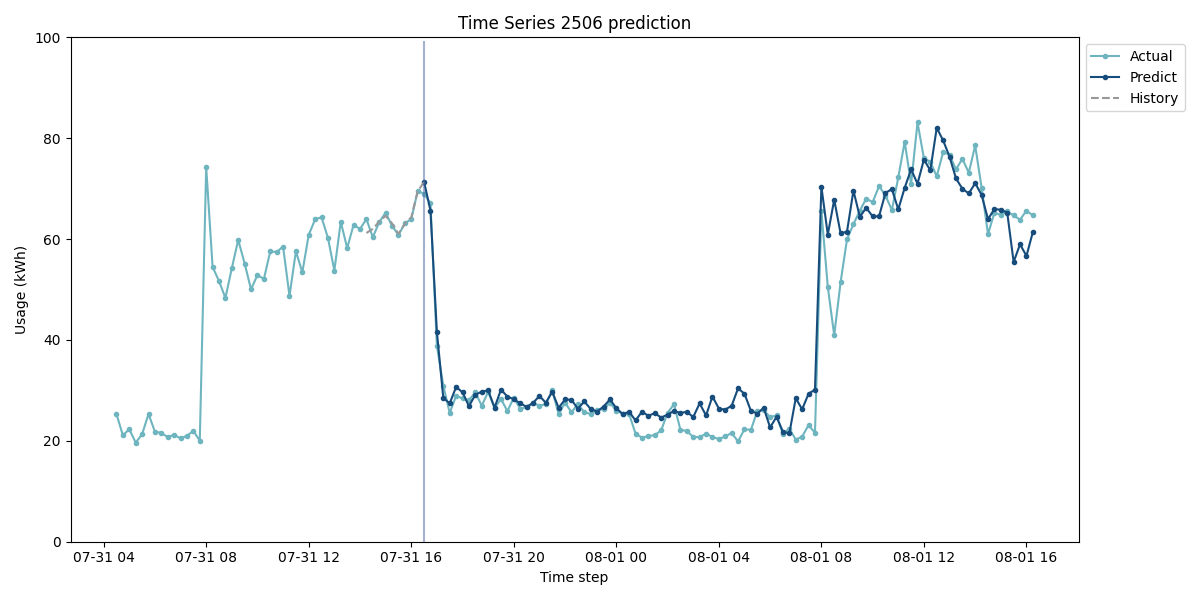 Time Series 2506 prediction
100
80
60
40
20
0
Usage (kWh)
07-31 04
07-31 08
07-31 12
07-31 16
07-31 20
08-01 00
08-01 04
08-01 08
08-01 12
08-01 16
Time step
Actual
Predict
History